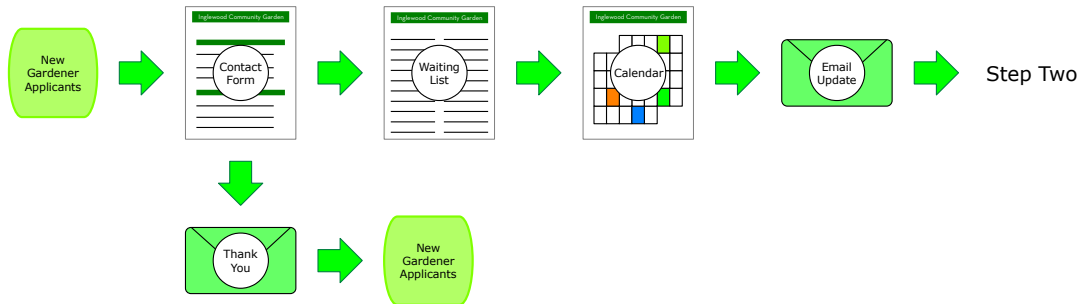 Inglewood Community Garden
Inglewood Community Garden
Inglewood Community Garden
New
Gardener
Applicants
Contact
Form
Waiting
List
Calendar
Email
Update
Step Two
Thank
You
New
Gardener
Applicants